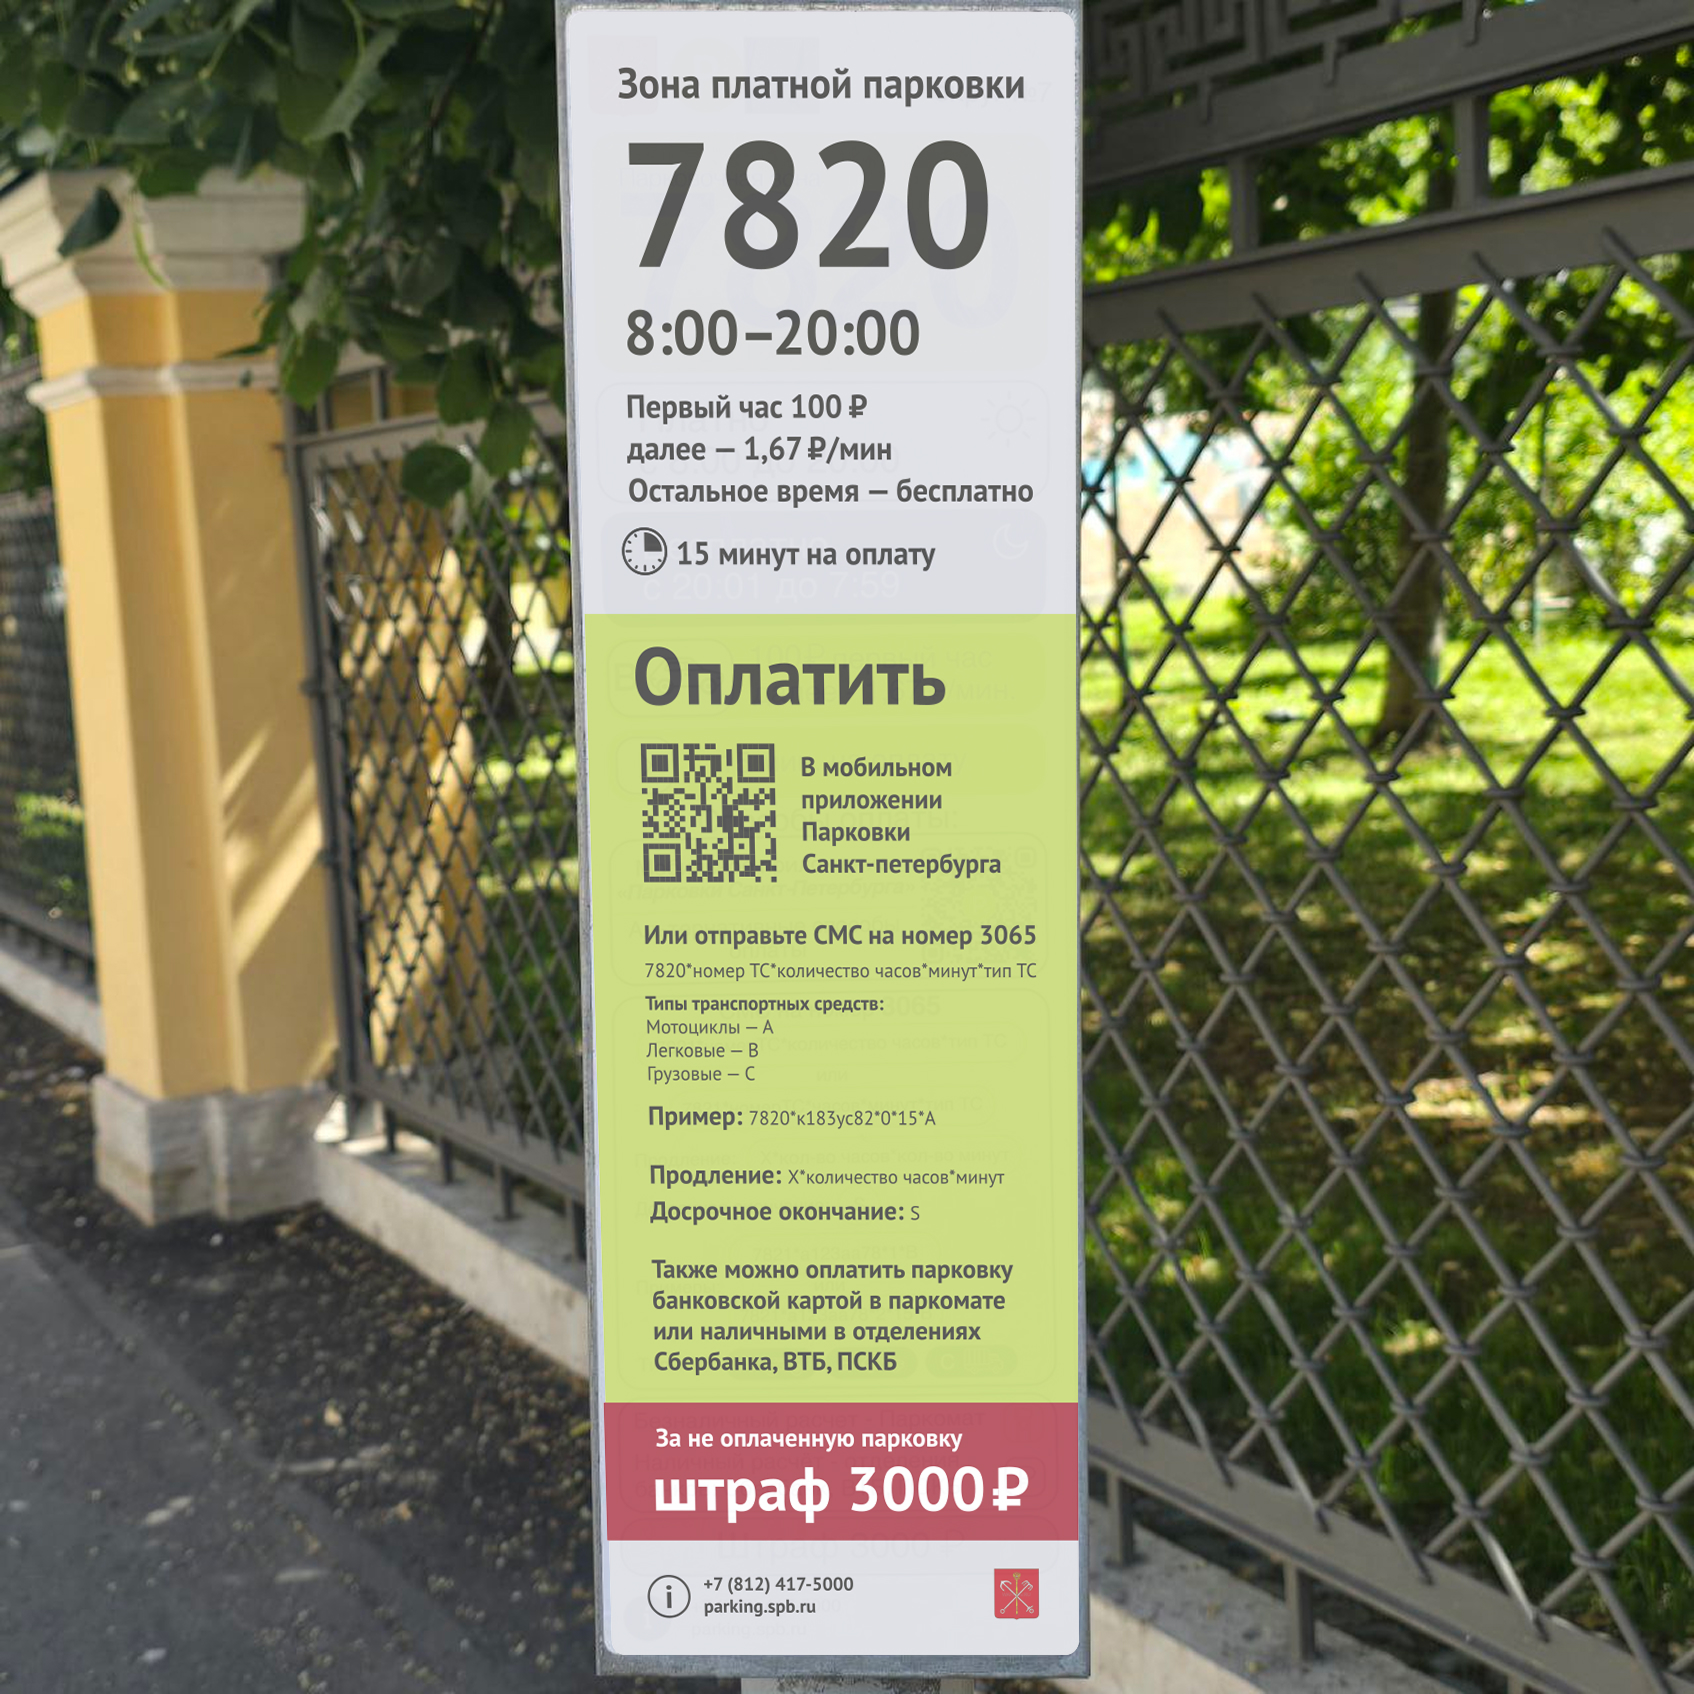 Зона платной парковки
7820
8:00–20:00
Первый час 100 ₽
далее — 1,67 ₽/мин
Остальное время — бесплатно
15 минут на оплату
Оплатить
В мобильном
приложении
Парковки
Санкт-петербурга
Или отправьте СМС на номер 3065
7820*номер ТС*количество часов*минут*тип ТС
Типы транспортных средств:
Мотоциклы — А
Легковые — В
Грузовые — С
Пример: 7820*к183ус82*0*15*А
Продление: Х*количество часов*минут
Досрочное окончание: S
Также можно оплатить парковку
банковской картой в паркомате
или наличными в отделениях
Сбербанка, ВТБ, ПСКБ
За не оплаченную парковку
штраф 3000 ₽
i
+7 (812) 417-5000
parking.spb.ru